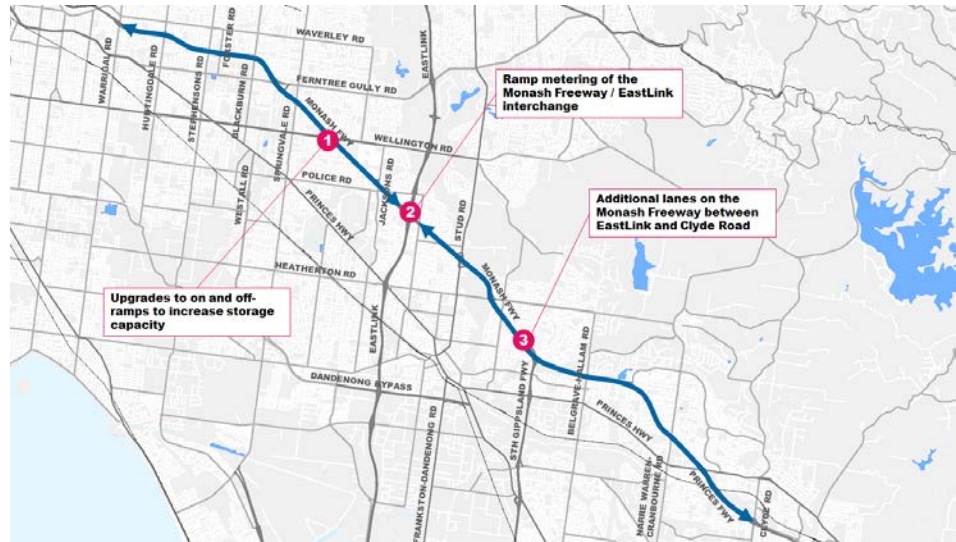 WAVERLEY RD
FERNTREE GULLY RD
WARRIGAL RD
HUNTINGDALE RD
STEPHENSONS RD
FORSTER RD
BLACKBURN RD
SPRINGVALE RD
MONASH FWY
EASTLINK
Ramp metering of the
Monash Freeway / EastLink
interchange
1
WELLINGTON RD
POLICE RD
WESTALL RD
PRINCES HWY
JACKSONS RD
2
STUD RD
Additional lanes on the
Monash Freeway between
EastLink and Clyde Road
HEATHERTON RD
MONASH FWY
Upgrades to on and off-
ramps to increase storage
capacity
EASTLINK
3
DANDENONG BYPASS
FRANKSTON-DANDENONG RD
STH GIPPSLAND FWY
BELGRAVE-HALLAM RD
PRINCES HWY
NARRE WARREN-
CRANBOURNE RD
PRINCES FWY
CLYDE RD